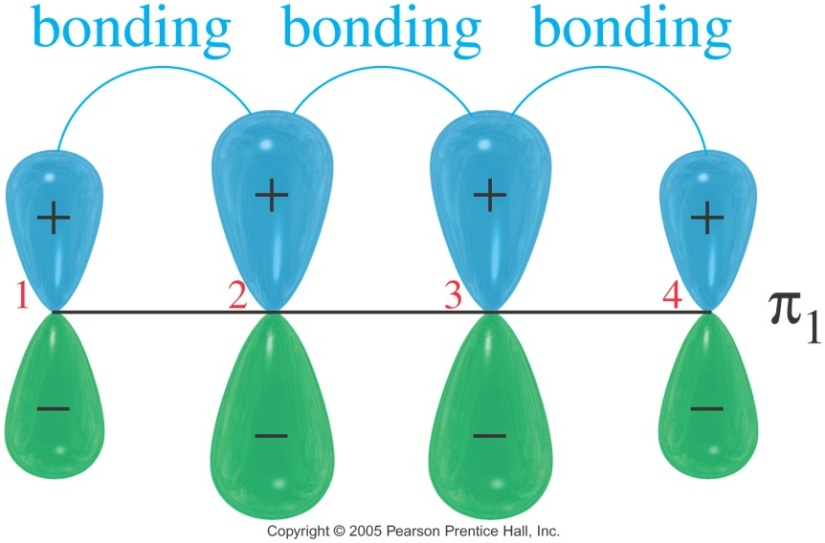 bonding bonding bonding
+ + + +
1 2 3 4 π₁
− − − −
Copyright © 2005 Pearson Prentice Hall, Inc.